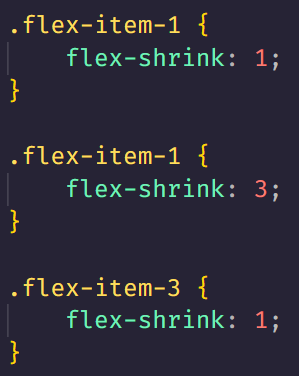 .flex-item-1 {
    flex-shrink: 1;
}

.flex-item-1 {
    flex-shrink: 3;
}

.flex-item-3 {
    flex-shrink: 1;
}